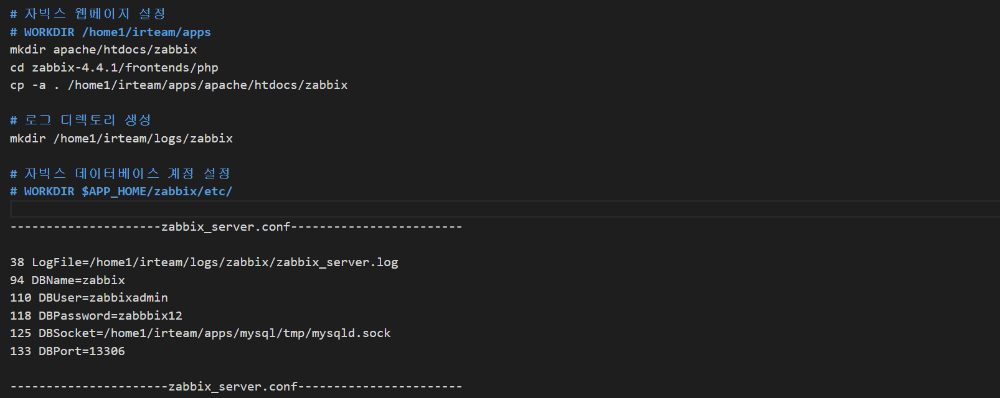 # 자빅스 웹페이지 설정
# WORKDIR /home1/irteam/apps
mkdir apache/htdocs/zabbix
cd zabbix-4.4.1/frontends/php
cp -a . /home1/irteam/apps/apache/htdocs/zabbix
# 로그 디렉토리 생성
mkdir /home1/irteam/logs/zabbix
# 자빅스 데이터베이스 계정 설정
# WORKDIR $APP_HOME/zabbix/etc/
---------------------zabbix_server.conf------------------------
38 LogFile=/home1/irteam/logs/zabbix/zabbix_server.log
94 DBName=zabbix
110 DBUser=zabbixadmin
118 DBPassword=zabbbix12
125 DBSocket=/home1/irteam/apps/mysql/tmp/mysqld.sock
133 DBPort=13306
----------------------zabbix_server.conf-----------------------